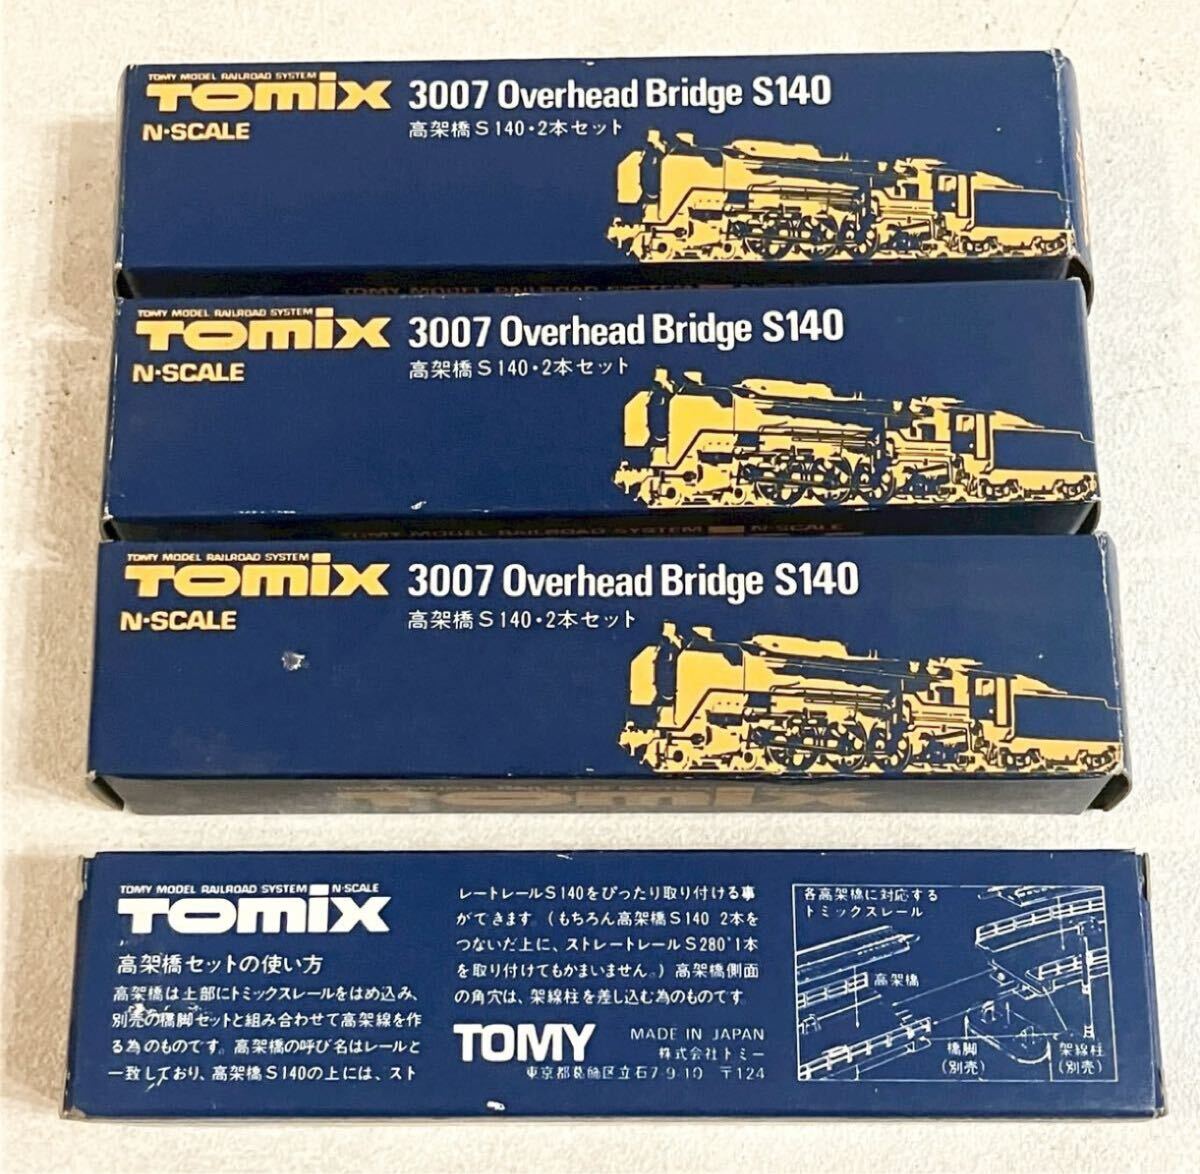 TOMY MODEL RAILROAD SYSTEM
TOMIX
N·SCALE
3007 Overhead Bridge S140
高架橋S140・2本セット
TOMY MODEL RAILROAD SYSTEM N·SCALE
TOMY MODEL RAILROAD SYSTEM
TOMIX
N·SCALE
3007 Overhead Bridge S140
高架橋S140・2本セット
TOMY MODEL RAILROAD SYSTEM N·SCALE
TOMY MODEL RAILROAD SYSTEM
TOMIX
N·SCALE
3007 Overhead Bridge S140
高架橋S140・2本セット
TOMIX
TOMY MODEL RAILROAD SYSTEM N·SCALE
TOMIX
高架橋セットの使い方
高架橋は上部にトミックスレールをはめ込み、
別売の橋脚セットと組み合わせて高架線を作
る為のものです。高架橋の呼び名はレールと
一致しており、高架橋S140の上には、スト
レートレールS140をぴったり取り付ける事
ができます。(もちろん高架橋S140 2本を
つないだ上に、ストレートレールS280 1本
を取り付けてもかまいません。)高架橋側面
の角穴は、架線柱を差し込む為のものです
TOMY
MADE IN JAPAN
株式会社トミー
東京都葛飾区立石7-9-10 〒124
各高架橋に対応する
トミックスレール
高架橋
橋脚
(別売)
架線柱
(別売)